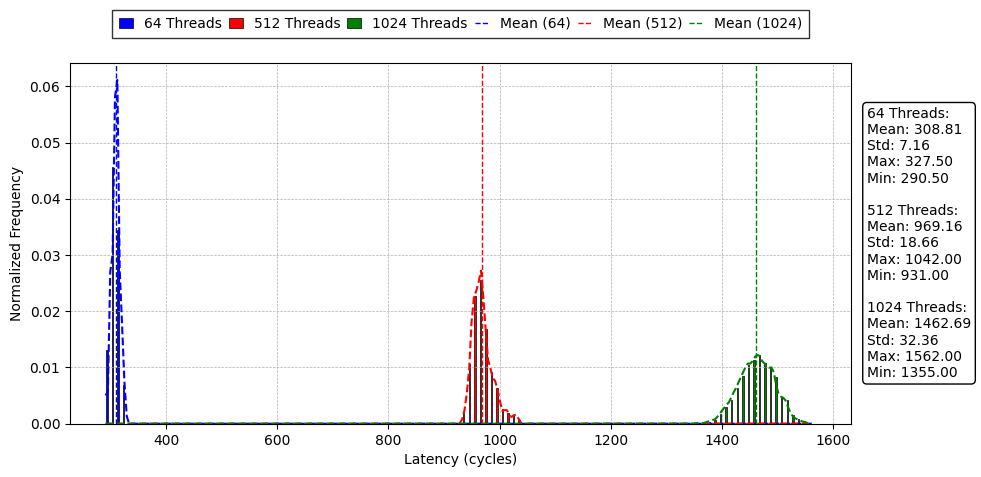 64 Threads 512 Threads 1024 Threads Mean (64) Mean (512) Mean (1024)
0.06
0.05
0.04
0.03
0.02
0.01
0.00
Normalized Frequency
400 600 800 1000 1200 1400 1600
Latency (cycles)
64 Threads:
Mean: 308.81
Std: 7.16
Max: 327.50
Min: 290.50
512 Threads:
Mean: 969.16
Std: 18.66
Max: 1042.00
Min: 931.00
1024 Threads:
Mean: 1462.69
Std: 32.36
Max: 1562.00
Min: 1355.00